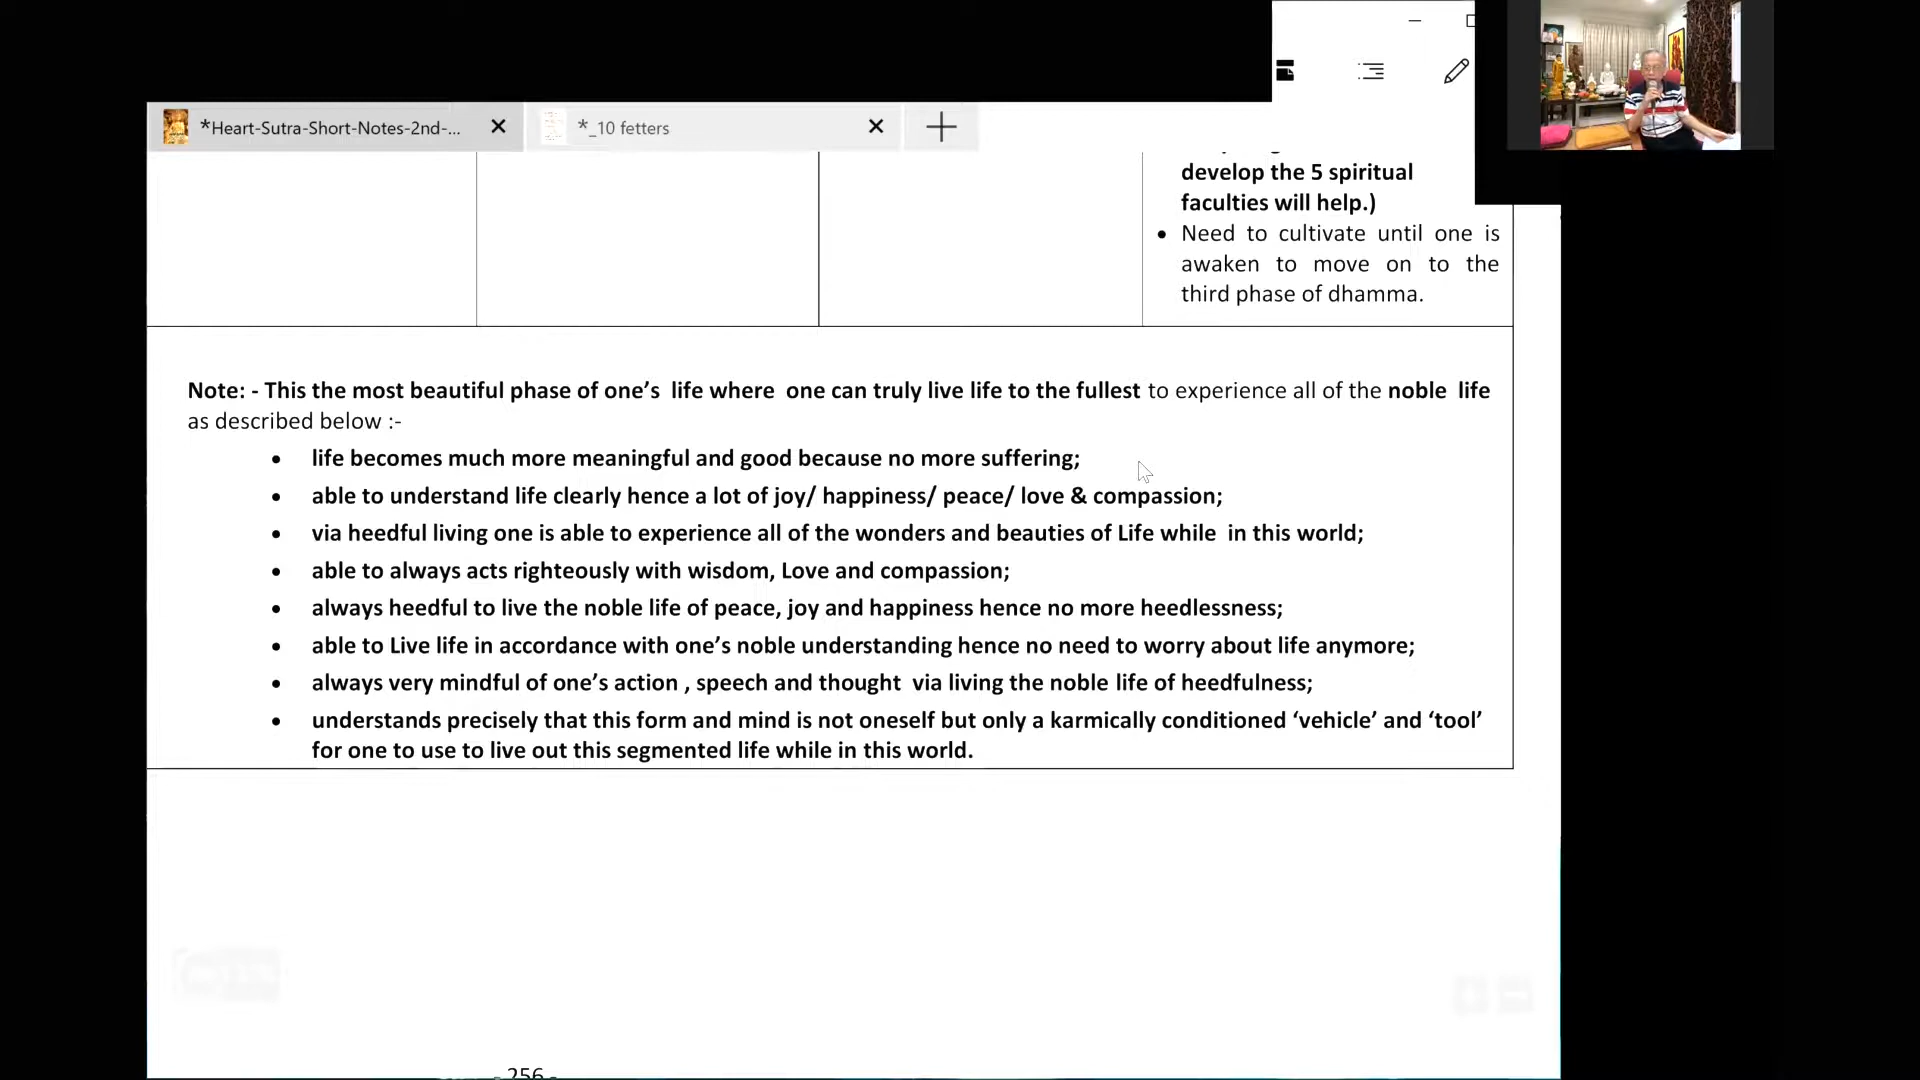 *Heart-Sutra-Short-Notes-2nd-...
*_10 fetters
develop the 5 spiritual
faculties will help.)
• Need to cultivate until one is
awaken to move on to the
third phase of dhamma.
Note: - This the most beautiful phase of one’s life where one can truly live life to the fullest to experience all of the noble life
as described below :-
• life becomes much more meaningful and good because no more suffering;
• able to understand life clearly hence a lot of joy/ happiness/ peace/ love & compassion;
• via heedful living one is able to experience all of the wonders and beauties of Life while in this world;
• able to always acts righteously with wisdom, Love and compassion;
• always heedful to live the noble life of peace, joy and happiness hence no more heedlessness;
• able to Live life in accordance with one’s noble understanding hence no need to worry about life anymore;
• always very mindful of one’s action , speech and thought via living the noble life of heedfulness;
• understands precisely that this form and mind is not oneself but only a karmically conditioned ‘vehicle’ and ‘tool’
for one to use to live out this segmented life while in this world.
- 256 -